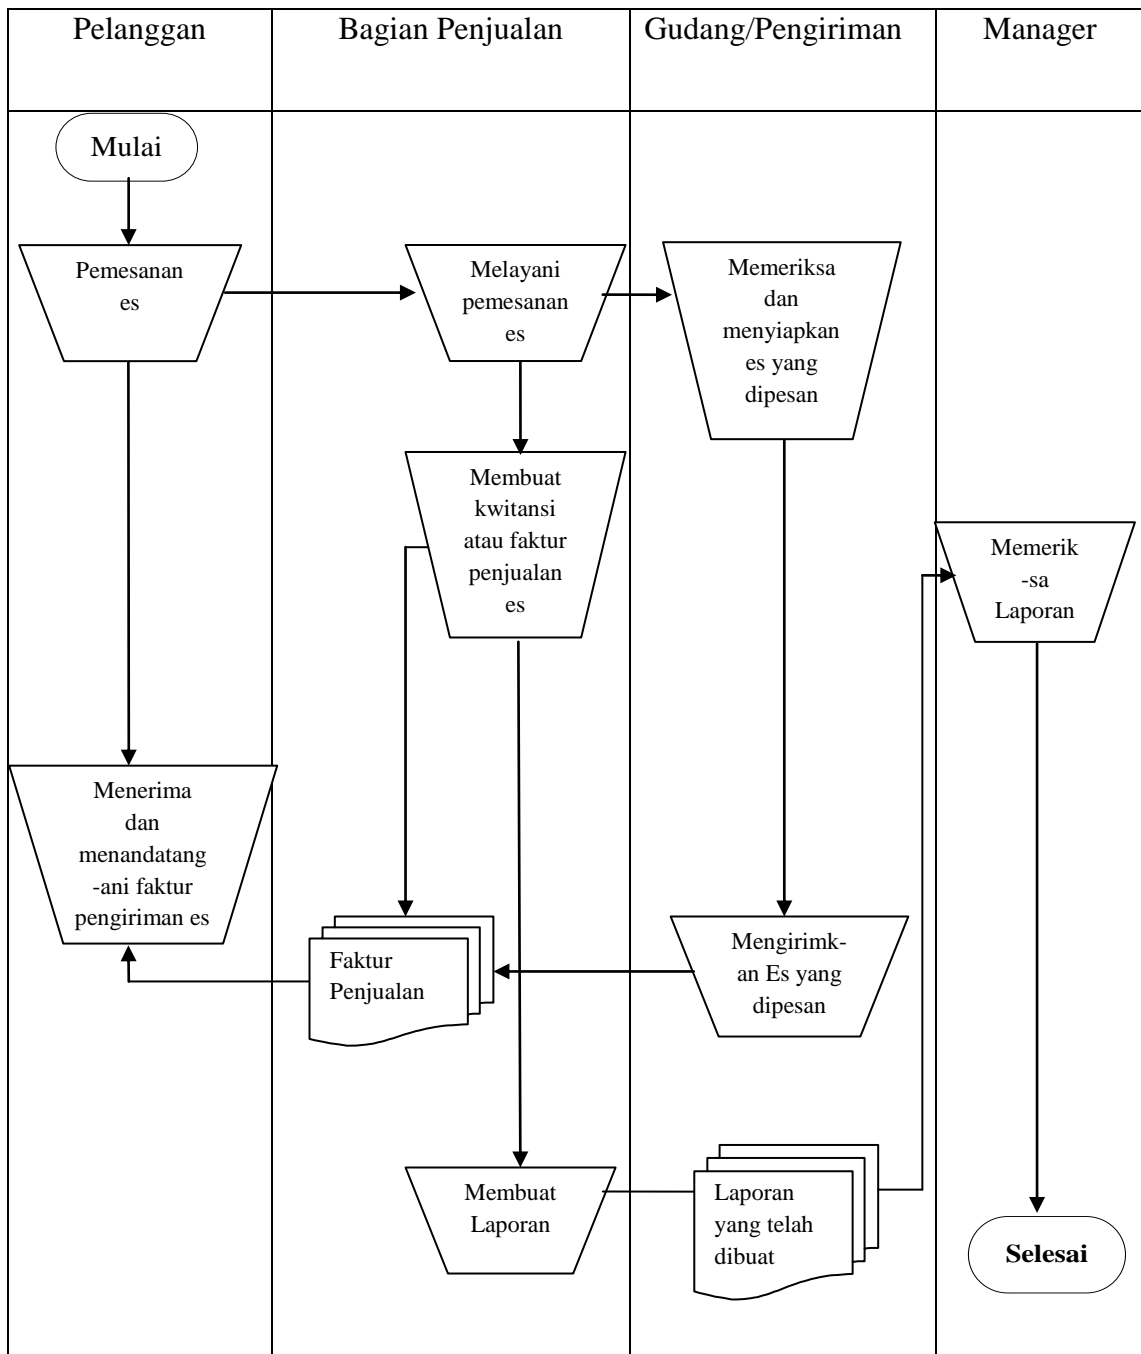 Pelanggan
Bagian Penjualan
Gudang/Pengiriman
Manager
Mulai
Pemesanan
es
Melayani
pemesanan
es
Memeriksa
dan
menyiapkan
es yang
dipesan
Membuat
kwitansi
atau faktur
penjualan
es
Memerik
-sa
Laporan
Menerima
dan
menandatang
-ani faktur
pengiriman es
Faktur
Penjualan
Mengirimk-
an Es yang
dipesan
Membuat
Laporan
Laporan
yang telah
dibuat
Selesai